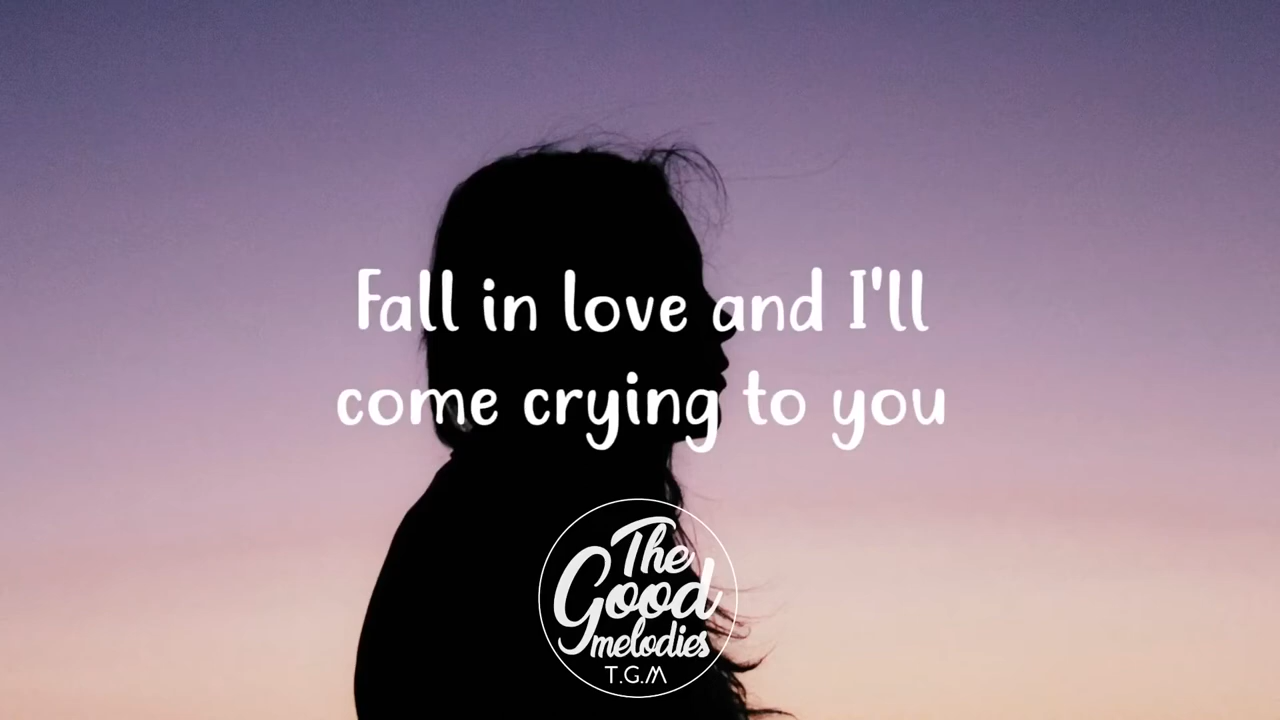 Fall in love and I'll
come crying to you
The
Good
melodies
T.G.M